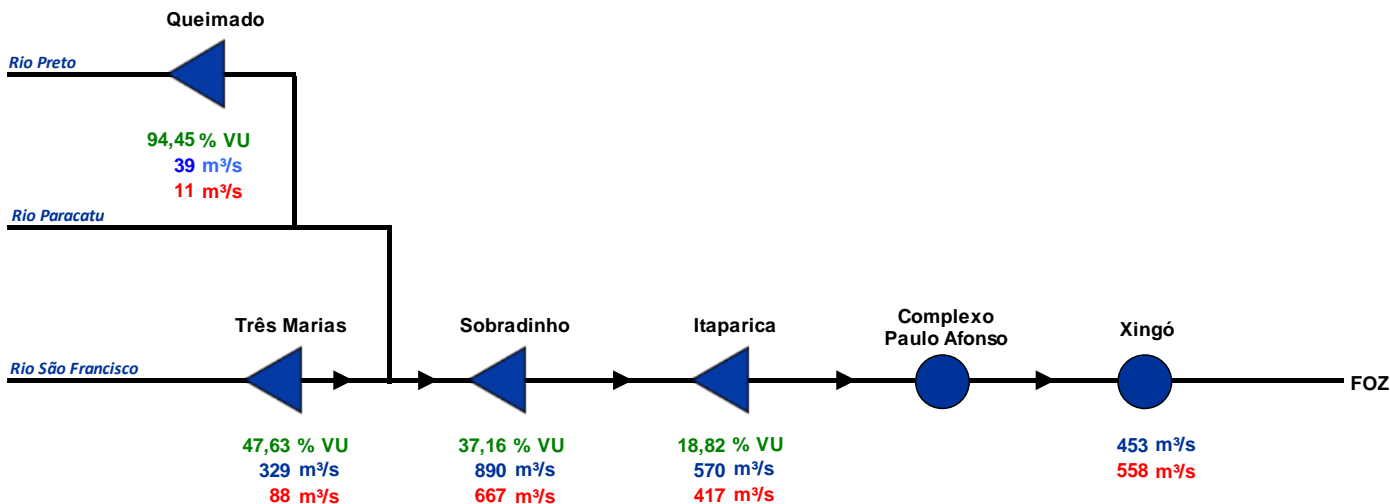 Queimado
Rio Preto
94,45 % VU
39 m³/s
11 m³/s
Rio Paracatu
Três Marias
Sobradinho
Itaparica
Complexo
Paulo Afonso
Xingó
Rio São Francisco
FOZ
47,63 % VU
329 m³/s
88 m³/s
37,16 % VU
890 m³/s
667 m³/s
18,82 % VU
570 m³/s
417 m³/s
453 m³/s
558 m³/s